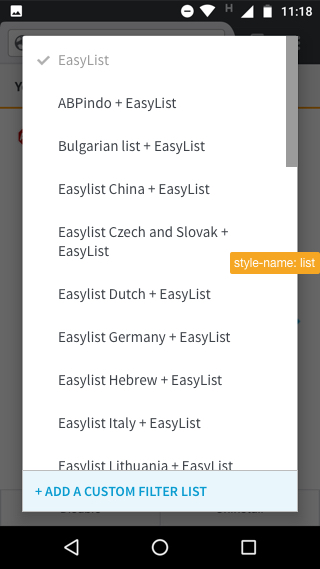 H 11:18
EasyList
ABPindo + EasyList
Bulgarian list + EasyList
Easylist China + EasyList
Easylist Czech and Slovak +
EasyList
style-name: list
Easylist Dutch + EasyList
Easylist Germany + EasyList
Easylist Hebrew + EasyList
Easylist Italy + EasyList
Easylist Lithuania + EasyList
+ ADD A CUSTOM FILTER LIST